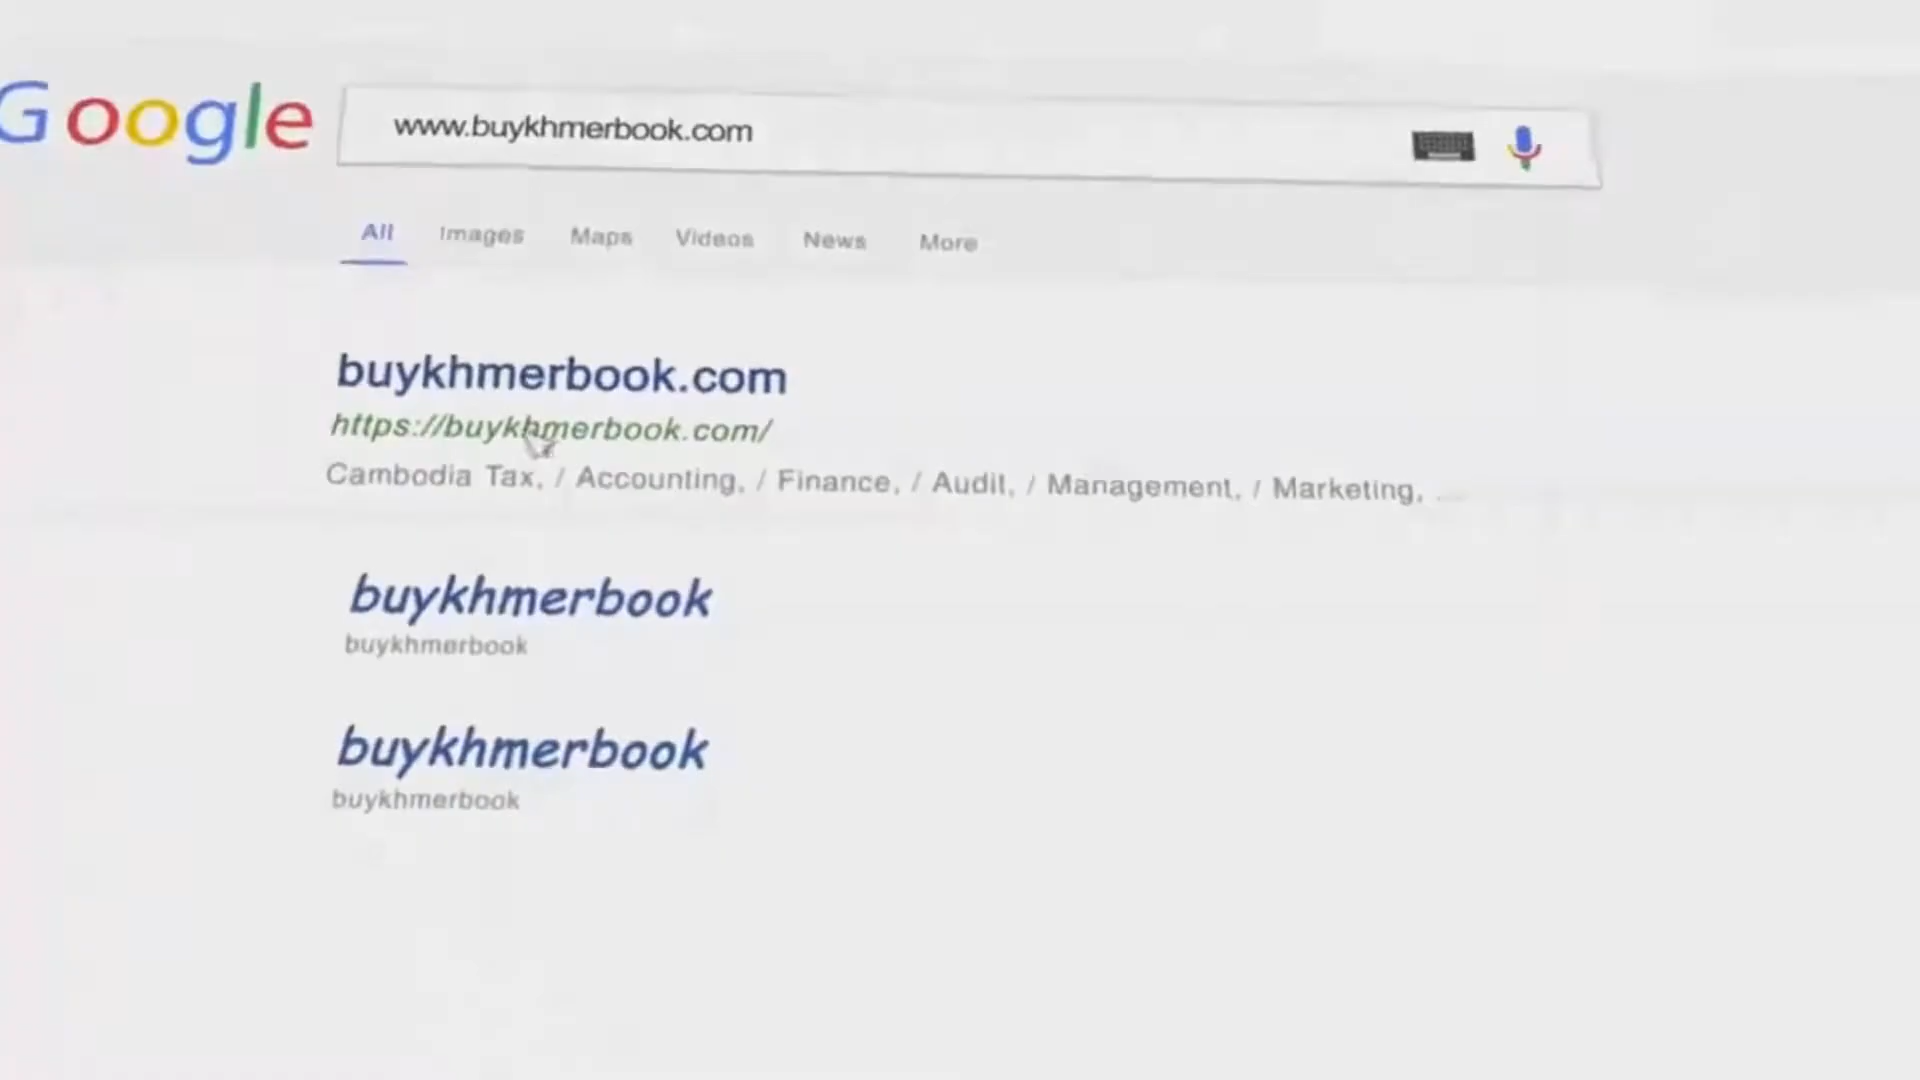 Google
www.buykhmerbook.com
All Images Maps Videos News More
buykhmerbook.com
https://buykhmerbook.com/
Cambodia Tax, / Accounting, / Finance, / Audit, / Management, / Marketing, ...
buykhmerbook
buykhmerbook
buykhmerbook
buykhmerbook